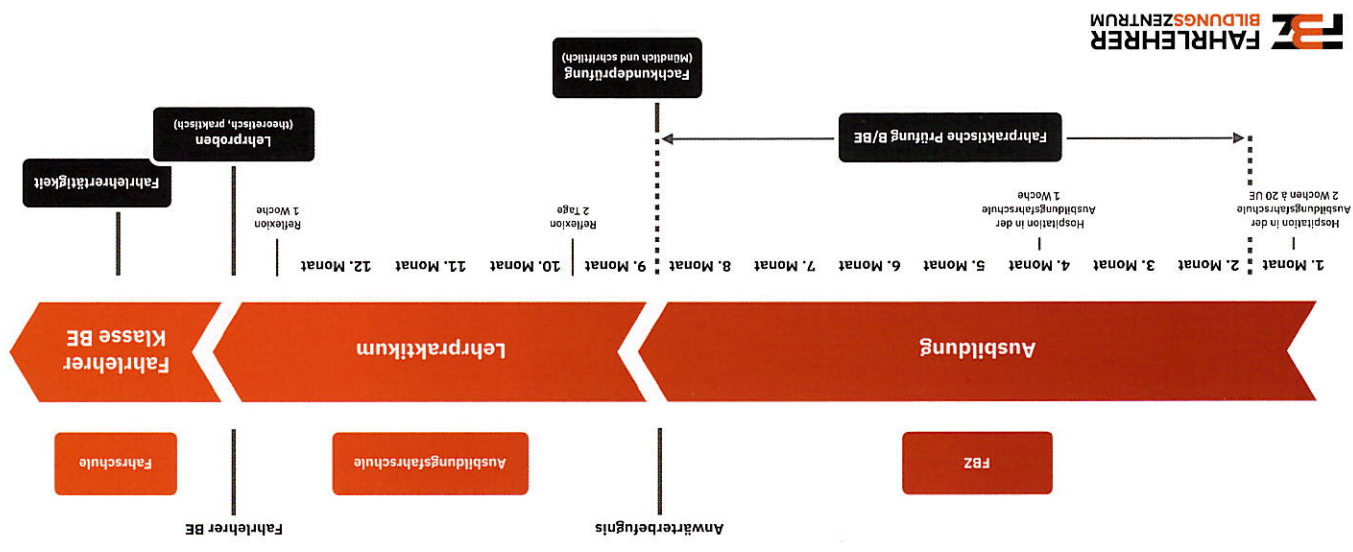 Anwärterbefugnis
Fahrlehrer BE
FBZ
Ausbildungsfahrschule
Fahrschule
Ausbildung
Lehrpraktikum
Fahrlehrer
Klasse BE
1. Monat
2. Monat
3. Monat
4. Monat
5. Monat
6. Monat
7. Monat
8. Monat
9. Monat
10. Monat
11. Monat
12. Monat
Hospitation in der
Ausbildungsfahrschule
2 Wochen à 20 UE
Hospitation in der
Ausbildungsfahrschule
1 Woche
Reflexion
2 Tage
Reflexion
1 Woche
Fahrpraktische Prüfung B/BE
Fachkundeprüfung
(Mündlich und schriftlich)
Lehrproben
(theoretisch, praktisch)
Fahrlehrertätigkeit
FBZ
FAHRLEHRER
BILDUNGSZENTRUM